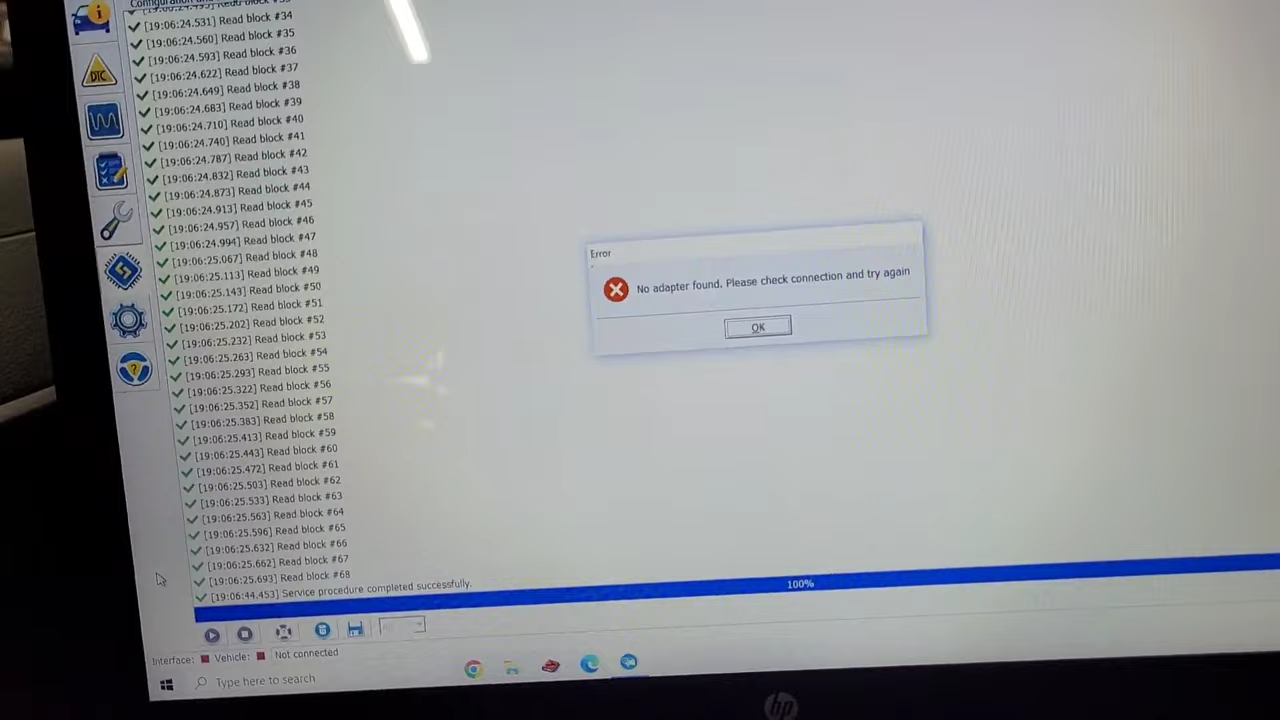 Configuration and
[19:06:24.495] Read block #33
[19:06:24.531] Read block #34
[19:06:24.560] Read block #35
[19:06:24.593] Read block #36
[19:06:24.622] Read block #37
[19:06:24.649] Read block #38
[19:06:24.683] Read block #39
[19:06:24.710] Read block #40
[19:06:24.740] Read block #41
[19:06:24.787] Read block #42
[19:06:24.832] Read block #43
[19:06:24.873] Read block #44
[19:06:24.913] Read block #45
[19:06:24.957] Read block #46
[19:06:24.994] Read block #47
[19:06:25.067] Read block #48
[19:06:25.113] Read block #49
[19:06:25.143] Read block #50
[19:06:25.172] Read block #51
[19:06:25.202] Read block #52
[19:06:25.232] Read block #53
[19:06:25.263] Read block #54
[19:06:25.293] Read block #55
[19:06:25.322] Read block #56
[19:06:25.352] Read block #57
[19:06:25.383] Read block #58
[19:06:25.413] Read block #59
[19:06:25.443] Read block #60
[19:06:25.472] Read block #61
[19:06:25.503] Read block #62
[19:06:25.533] Read block #63
[19:06:25.563] Read block #64
[19:06:25.596] Read block #65
[19:06:25.632] Read block #66
[19:06:25.662] Read block #67
[19:06:25.693] Read block #68
[19:06:44.453] Service procedure completed successfully.
DTC
Error
No adapter found. Please check connection and try again
OK
100%
Interface: Vehicle: Not connected
Type here to search
hp